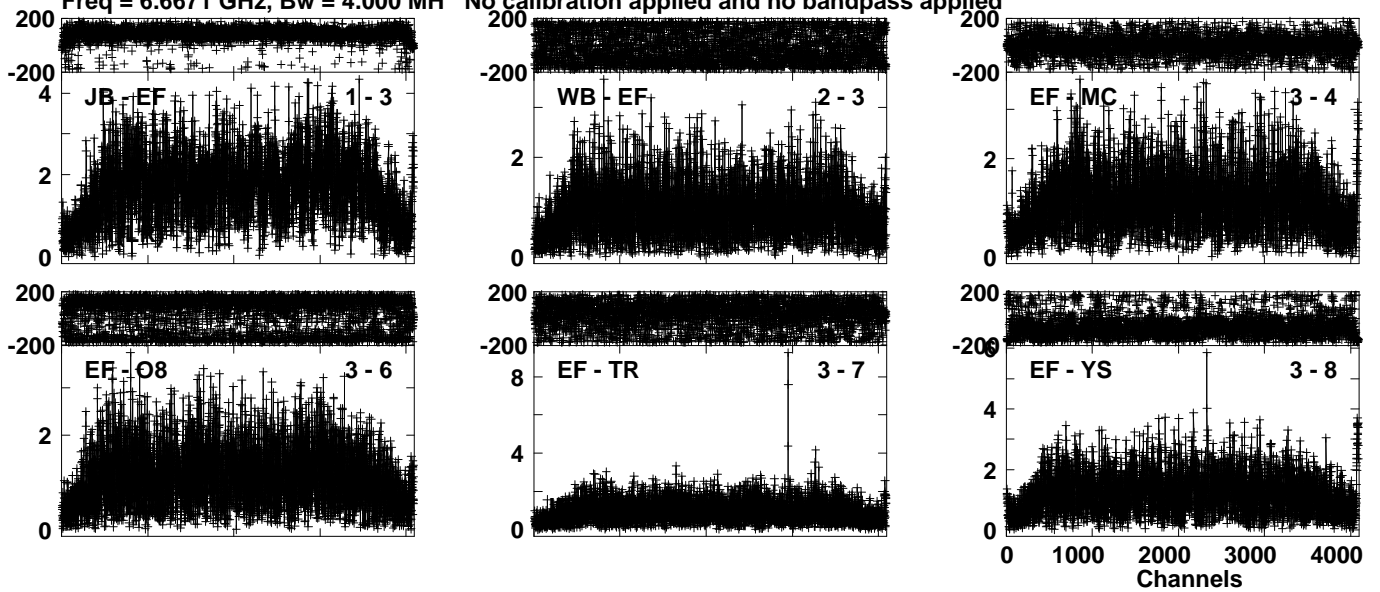 Freq = 6.6671 GHz, Bw = 4.000 MH No calibration applied and no bandpass applied
200
-200
JB - EF 1 - 3
4
2
0
L
200
-200
WB - EF 2 - 3
2
0
200
-200
EF - MC 3 - 4
2
0
200
-200
EF - O8 3 - 6
2
0
200
-200
EF - TR 3 - 7
8
4
0
200
-200
6
EF - YS 3 - 8
4
2
0
0 1000 2000 3000 4000
Channels